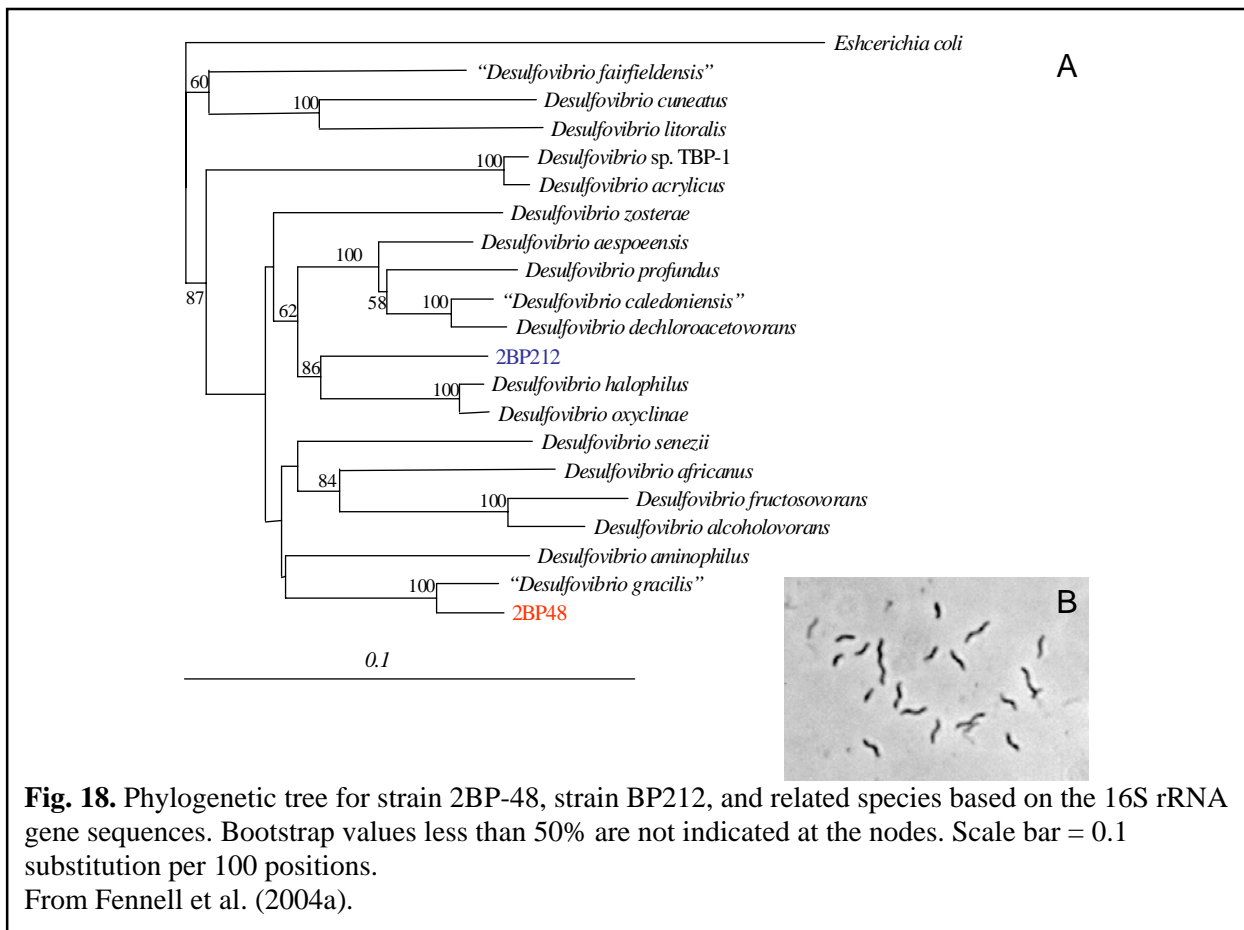 Eshcerichia coli
A
60
“Desulfovibrio fairfieldensis”
100
Desulfovibrio cuneatus
Desulfovibrio litoralis
100
Desulfovibrio sp. TBP-1
Desulfovibrio acrylicus
Desulfovibrio zosterae
Desulfovibrio aespoeensis
100
Desulfovibrio profundus
87
62
58
100
“Desulfovibrio caledoniensis”
Desulfovibrio dechloroacetovorans
2BP212
86
100
Desulfovibrio halophilus
Desulfovibrio oxyclinae
Desulfovibrio senezii
84
Desulfovibrio africanus
100
Desulfovibrio fructosovorans
Desulfovibrio alcoholovorans
Desulfovibrio aminophilus
100
“Desulfovibrio gracilis”
2BP48
B
0.1
Fig. 18. Phylogenetic tree for strain 2BP-48, strain BP212, and related species based on the 16S rRNA
gene sequences. Bootstrap values less than 50% are not indicated at the nodes. Scale bar = 0.1
substitution per 100 positions.
From Fennell et al. (2004a).